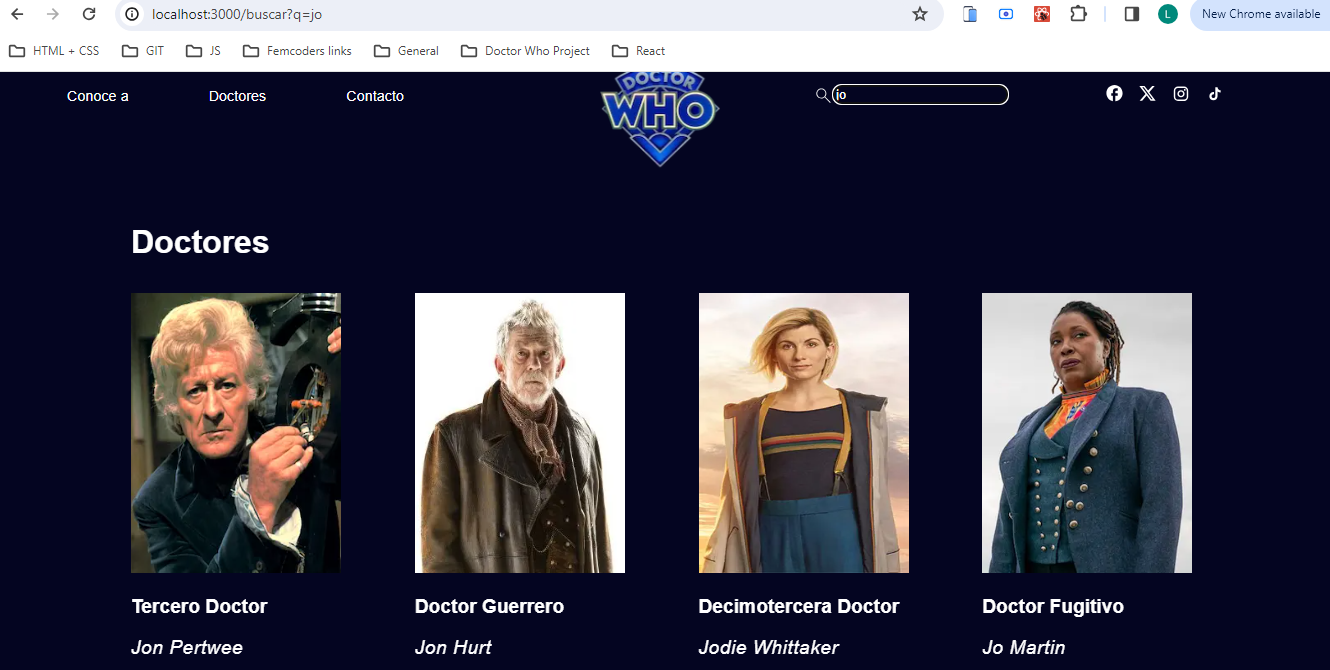 localhost:3000/buscar?q=jo
L
New Chrome available
HTML + CSS
GIT
JS
Femcoders links
General
Doctor Who Project
React
Conoce a
Doctores
Contacto
DOCTOR
WHO
jo
Doctores
Tercero Doctor
Doctor Guerrero
Decimotercera Doctor
Doctor Fugitivo
Jon Pertwee
Jon Hurt
Jodie Whittaker
Jo Martin